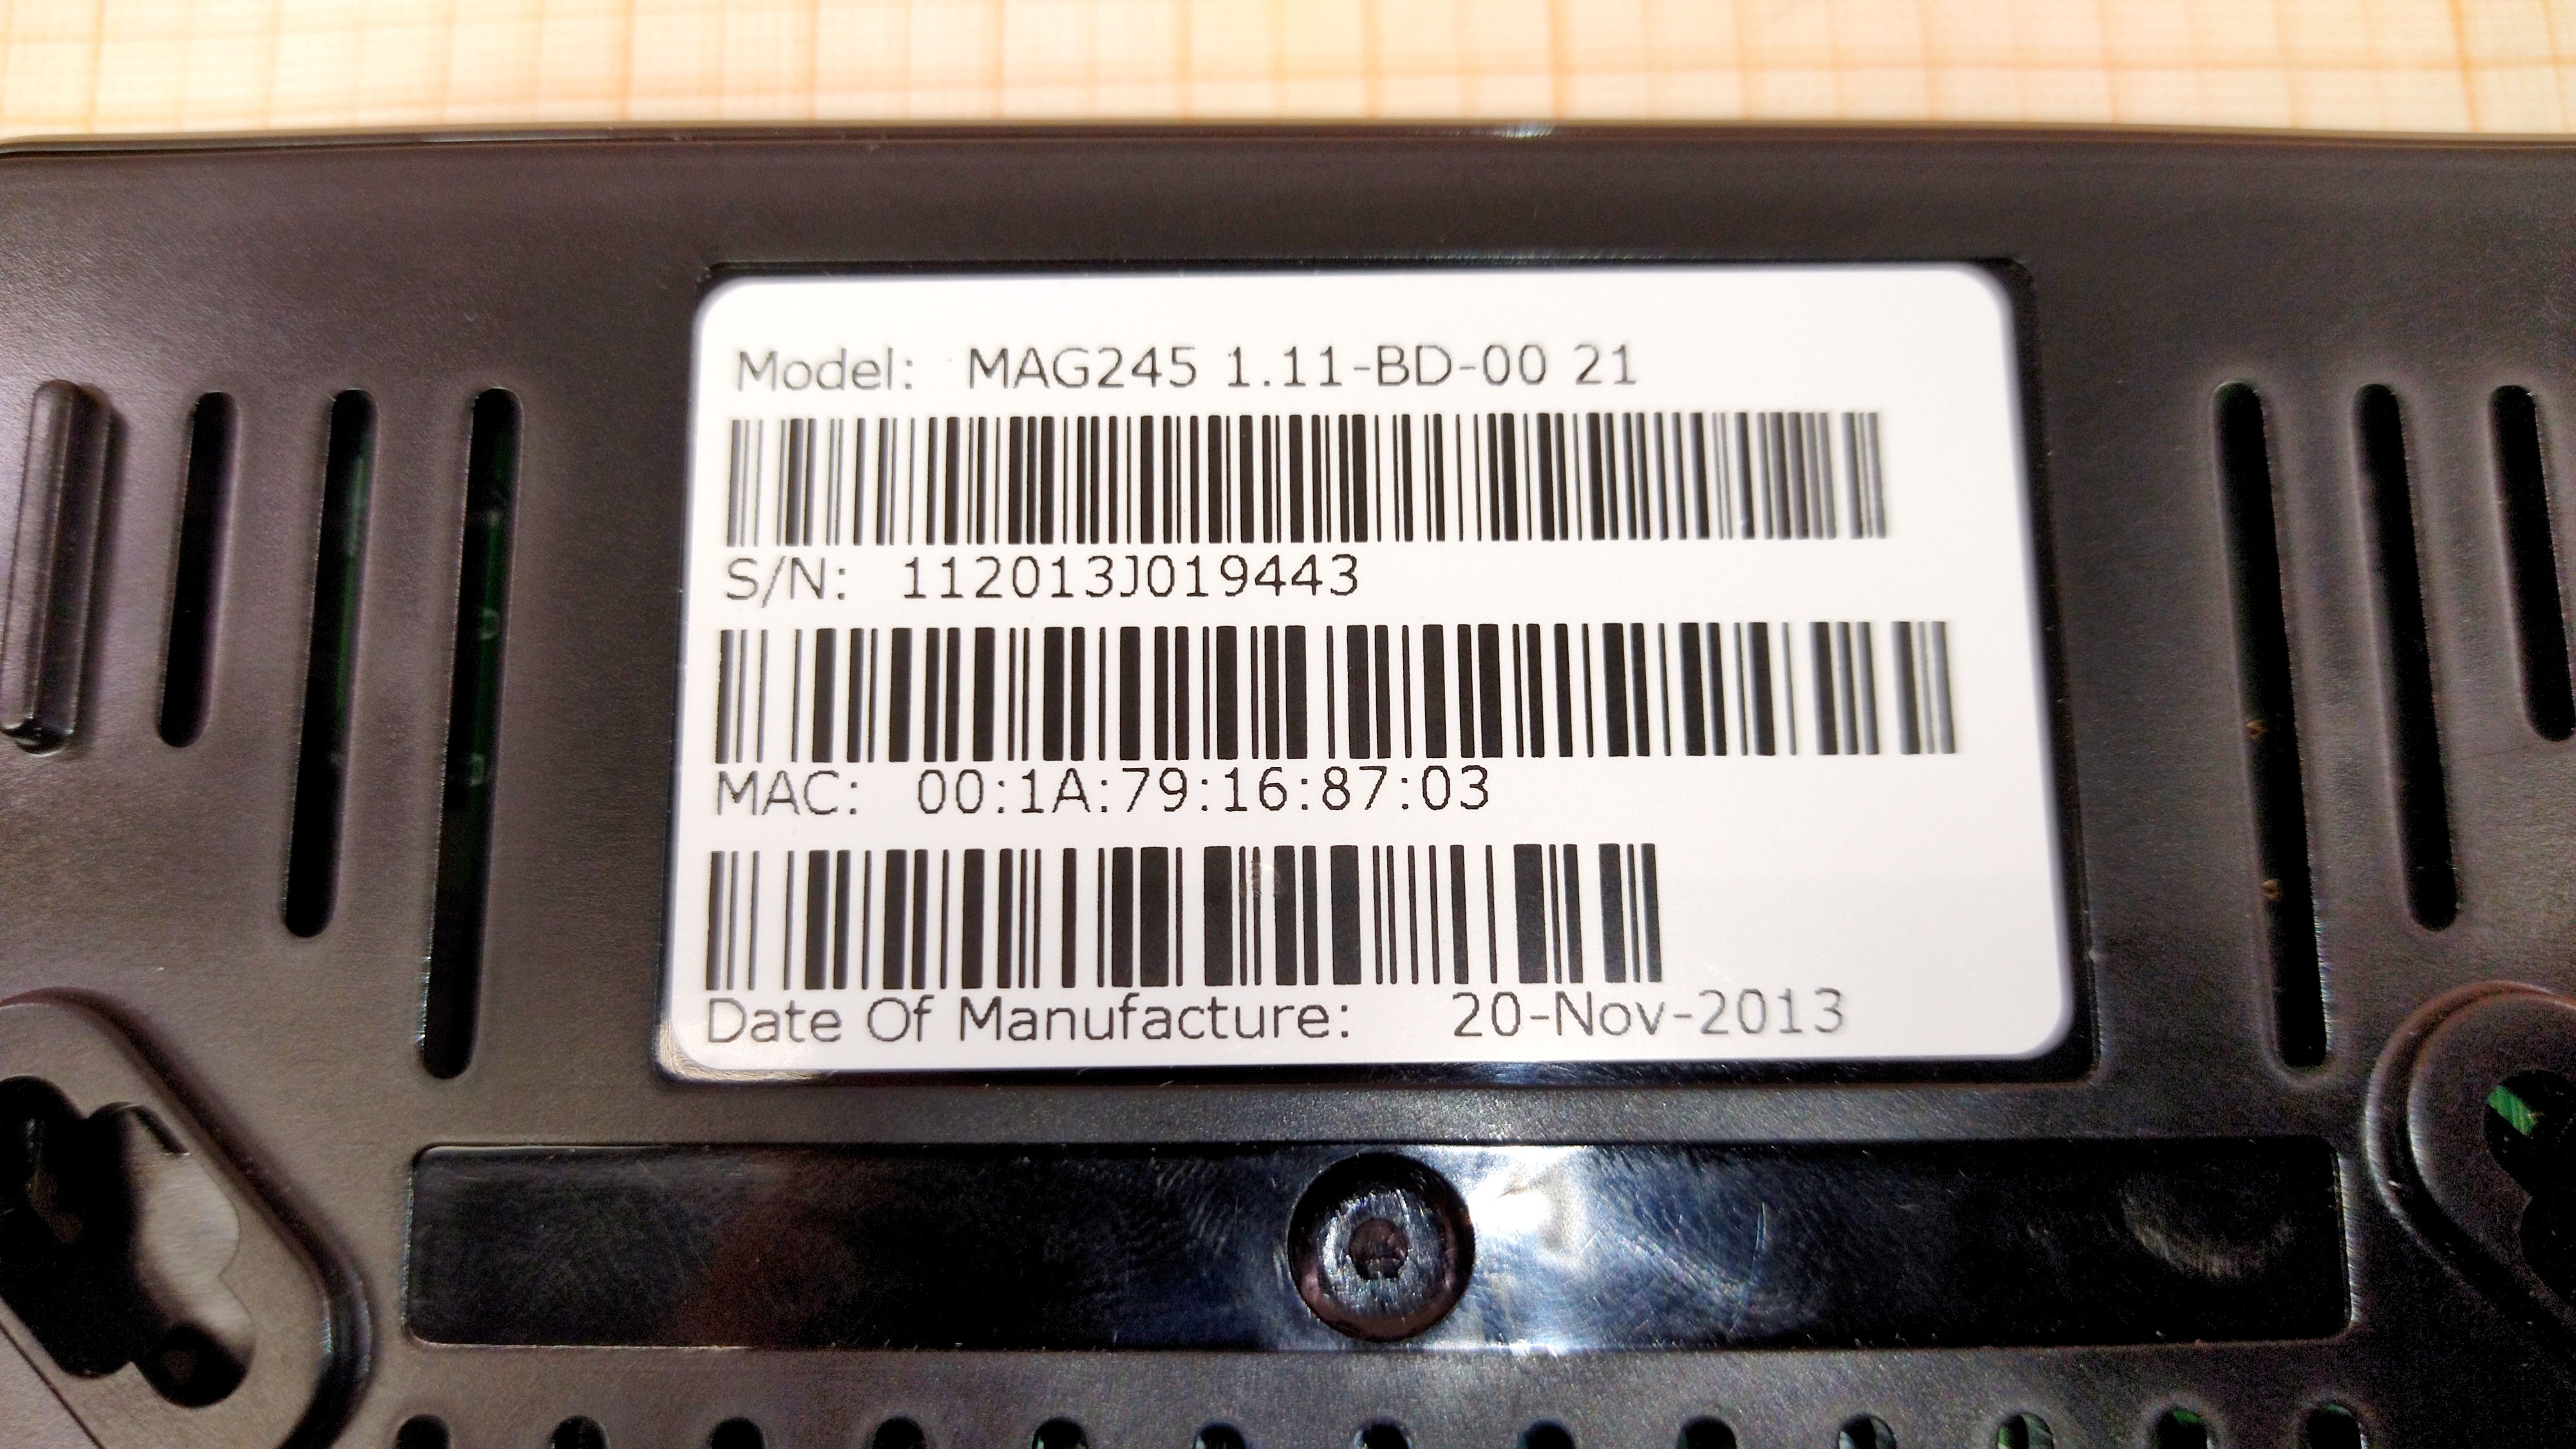 Model: MAG245 1.11-BD-00 21
S/N: 112013J019443
MAC: 00:1A:79:16:87:03
Date Of Manufacture: 20-Nov-2013